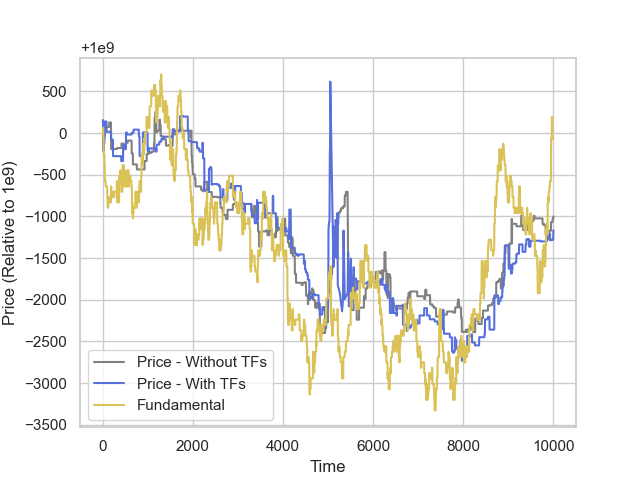 +1e9
500
0
−500
−1000
−1500
−2000
−2500
−3000
−3500
Price (Relative to 1e9)
Price - Without TFs
Price - With TFs
Fundamental
0 2000 4000 6000 8000 10000
Time